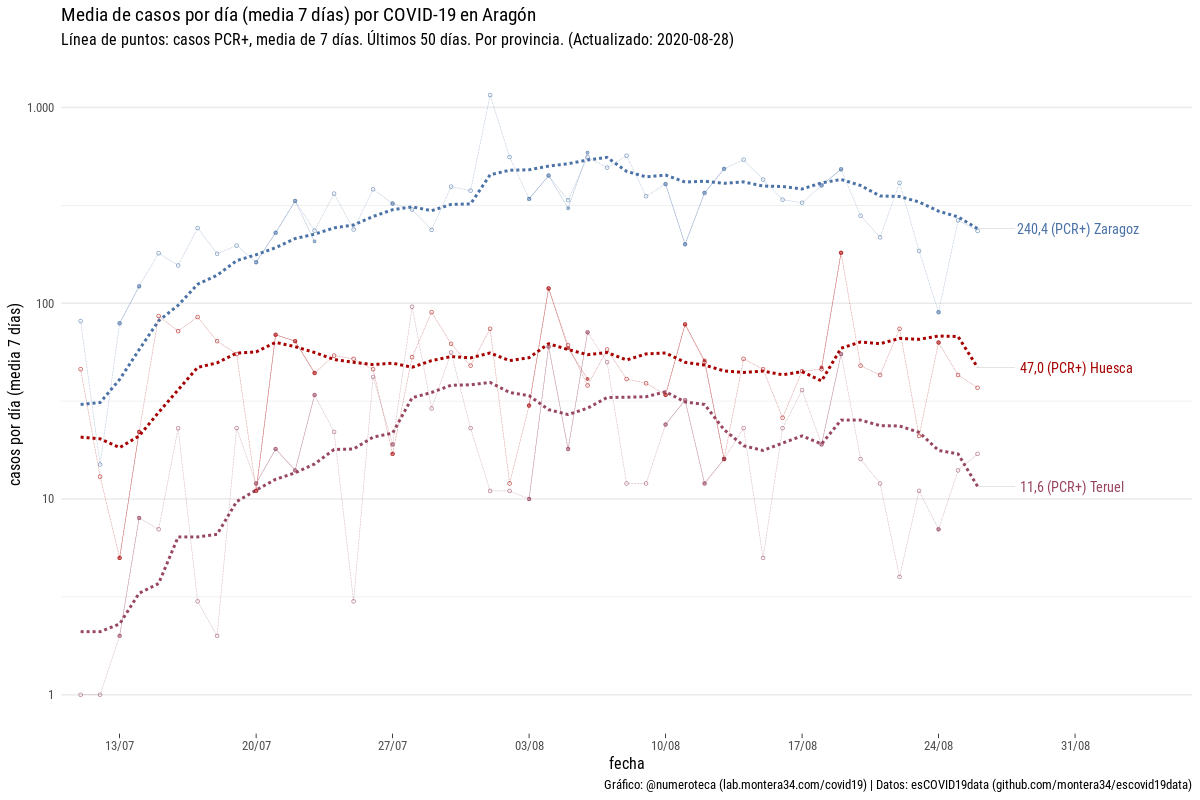 Media de casos por día (media 7 días) por COVID-19 en Aragón
Línea de puntos: casos PCR+, media de 7 días. Últimos 50 días. Por provincia. (Actualizado: 2020-08-28)
casos por día (media 7 días)
1.000
100
10
1
240,4 (PCR+) Zaragoz
47,0 (PCR+) Huesca
11,6 (PCR+) Teruel
13/07 20/07 27/07 03/08 10/08 17/08 24/08 31/08
fecha
Gráfico: @numeroteca (lab.montera34.com/covid19) | Datos: esCOVID19data (github.com/montera34/escovid19data)